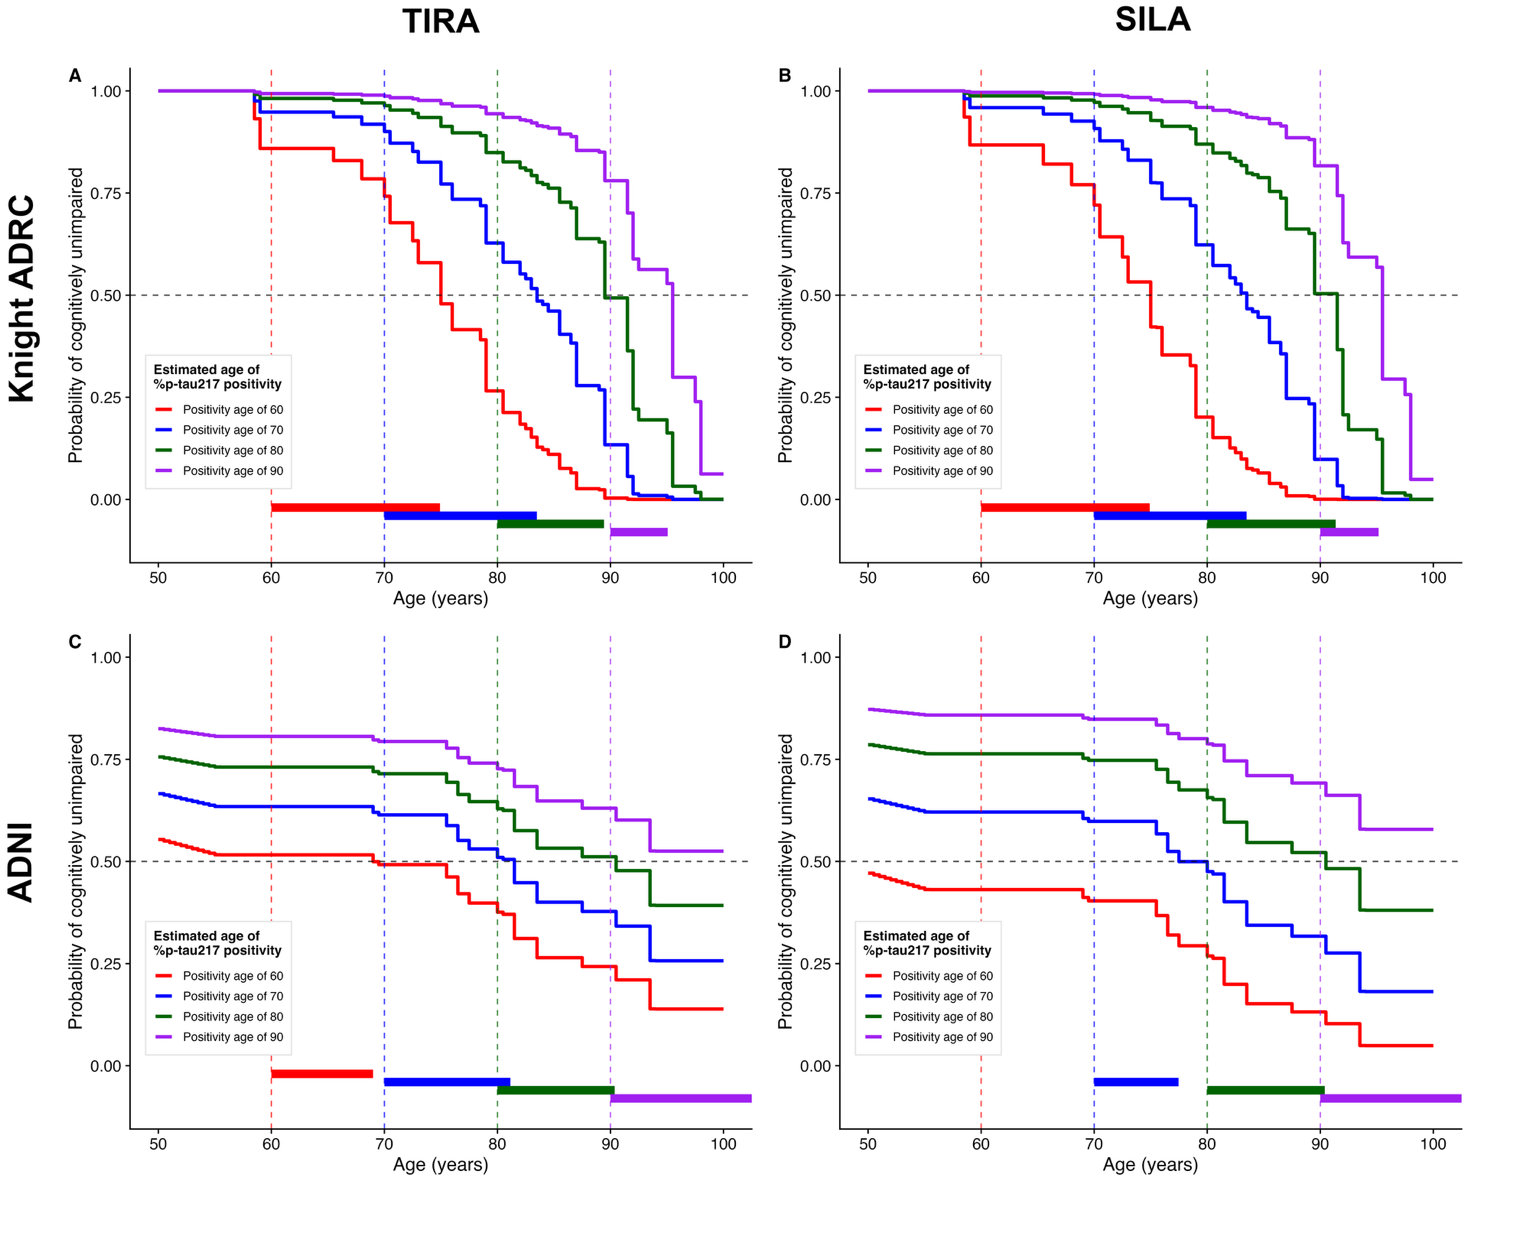 TIRA
SILA
Knight ADRC
ADNI
A
Probability of cognitively unimpaired
1.00
0.75
0.50
0.25
0.00
Estimated age of
%p-tau217 positivity
Positivity age of 60
Positivity age of 70
Positivity age of 80
Positivity age of 90
50 60 70 80 90 100
Age (years)
B
Probability of cognitively unimpaired
1.00
0.75
0.50
0.25
0.00
Estimated age of
%p-tau217 positivity
Positivity age of 60
Positivity age of 70
Positivity age of 80
Positivity age of 90
50 60 70 80 90 100
Age (years)
C
Probability of cognitively unimpaired
1.00
0.75
0.50
0.25
0.00
Estimated age of
%p-tau217 positivity
Positivity age of 60
Positivity age of 70
Positivity age of 80
Positivity age of 90
50 60 70 80 90 100
Age (years)
D
Probability of cognitively unimpaired
1.00
0.75
0.50
0.25
0.00
Estimated age of
%p-tau217 positivity
Positivity age of 60
Positivity age of 70
Positivity age of 80
Positivity age of 90
50 60 70 80 90 100
Age (years)